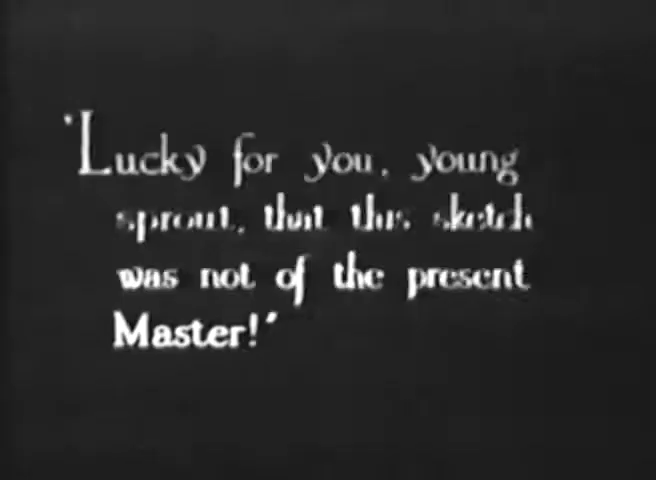 'Lucky for you, young
sprout, that this sketch
was not of the present
Master!'